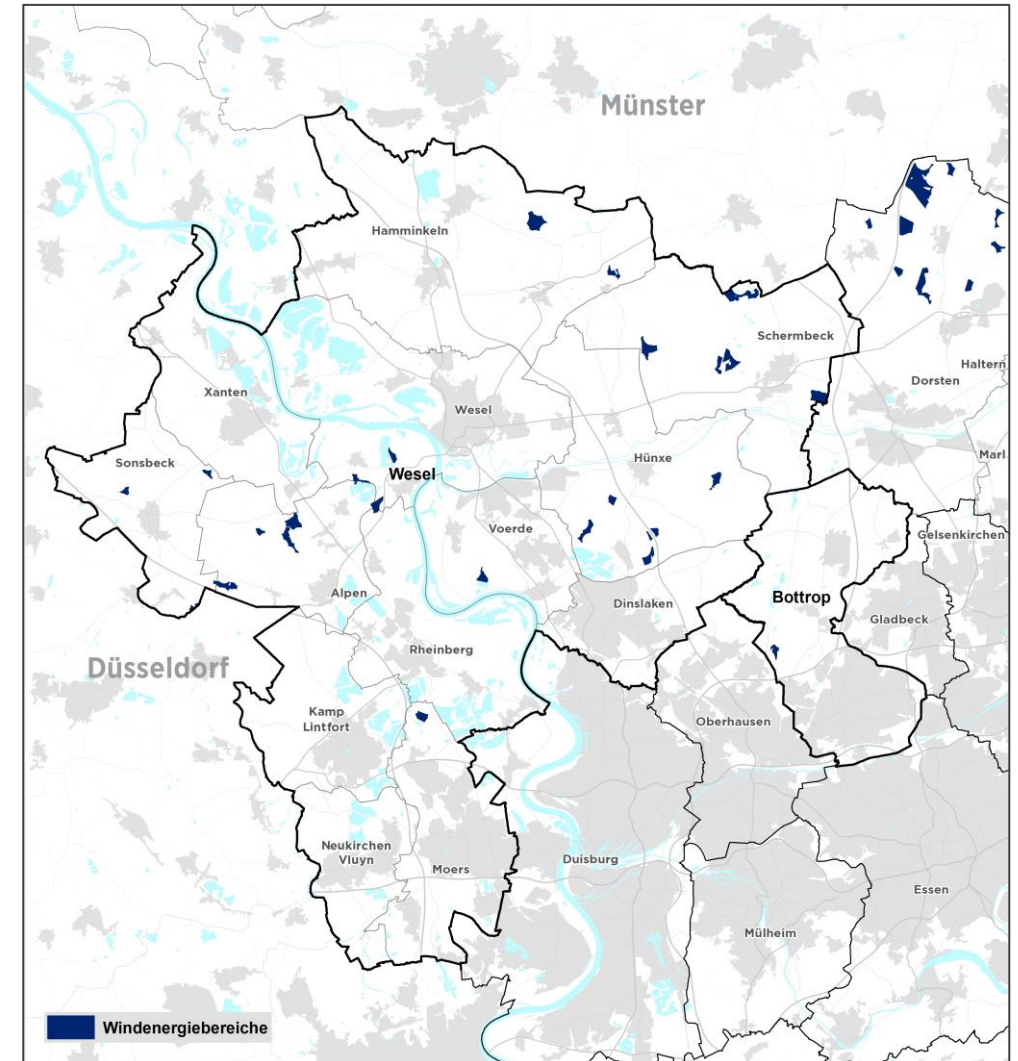 Münster
Hamminkeln
Schermbeck
Haltern
Dorsten
Xanten
Wesel
Marl
Sonsbeck
Hünxe
Wesel
Voerde
Gelsenkirchen
Alpen
Dinslaken
Bottrop
Gladbeck
Rheinberg
Düsseldorf
Kamp
Lintfort
Oberhausen
Neukirchen
Vluyn
Moers
Duisburg
Essen
Mülheim
Windenergiebereiche